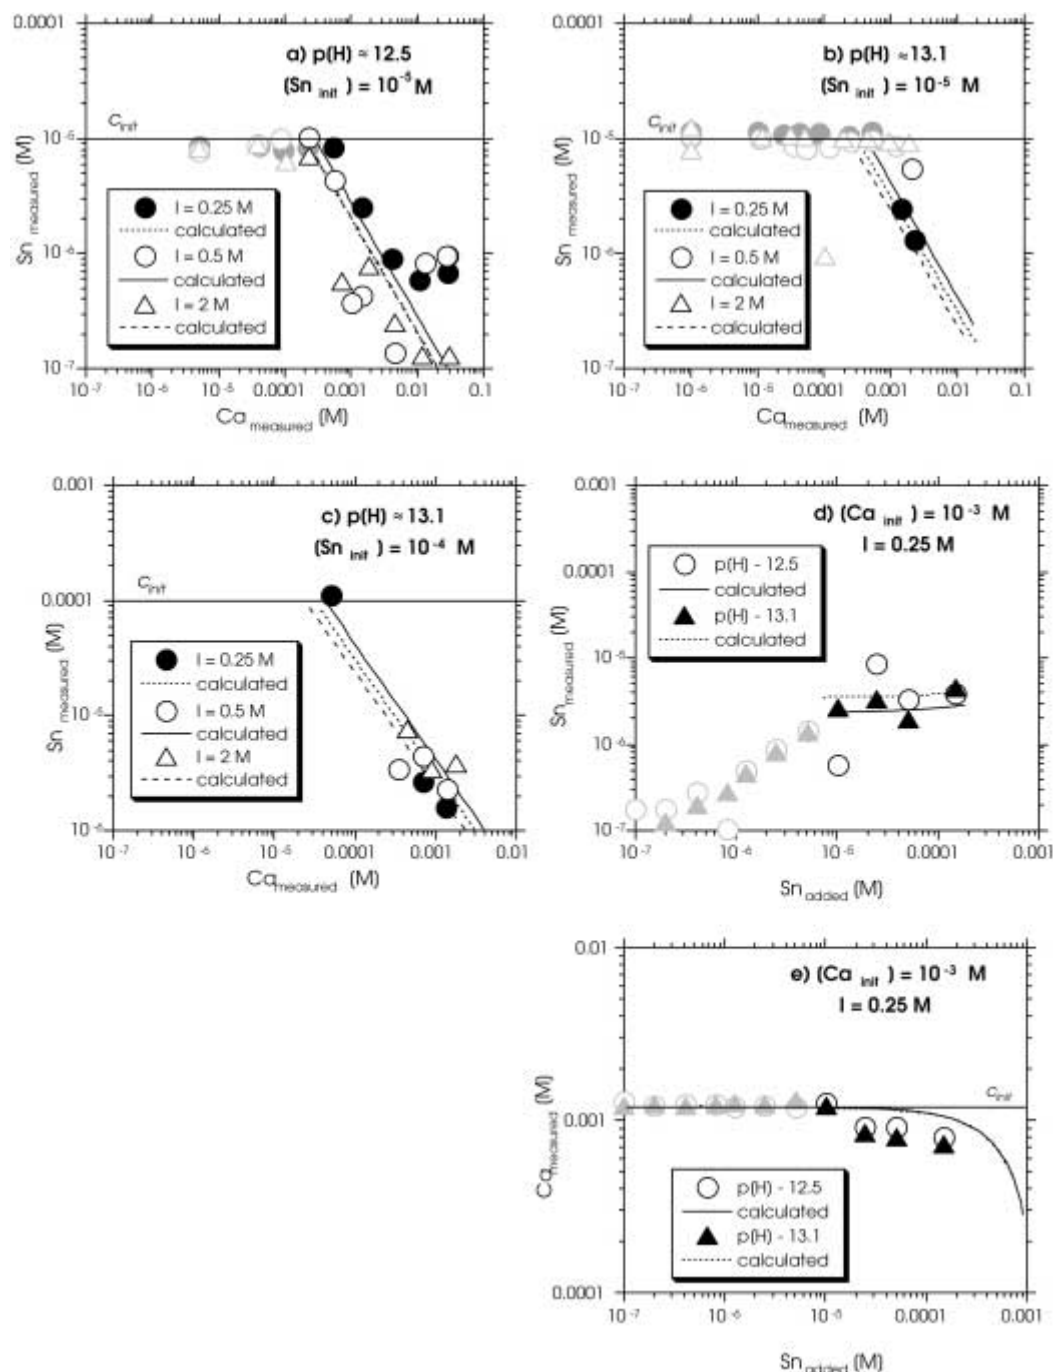 0.0001
a) p(H) ≈ 12.5
(Sn init ) = 10⁻⁵ M
C init
10⁻⁵
Sn measured (M)
I = 0.25 M
calculated
I = 0.5 M
calculated
I = 2 M
calculated
10⁻⁶
10⁻⁷
10⁻⁷ 10⁻⁶ 10⁻⁵ 0.0001 0.001 0.01 0.1
Ca measured (M)
0.0001
b) p(H) ≈ 13.1
(Sn init ) = 10⁻⁵ M
C init
10⁻⁵
Sn measured (M)
I = 0.25 M
calculated
I = 0.5 M
calculated
I = 2 M
calculated
10⁻⁶
10⁻⁷
10⁻⁷ 10⁻⁶ 10⁻⁵ 0.0001 0.001 0.01 0.1
Ca measured (M)
0.001
c) p(H) ≈ 13.1
(Sn init ) = 10⁻⁴ M
C init
0.0001
Sn measured (M)
I = 0.25 M
calculated
I = 0.5 M
calculated
I = 2 M
calculated
10⁻⁵
10⁻⁶
10⁻⁷ 10⁻⁶ 10⁻⁵ 0.0001 0.001 0.01
Ca measured (M)
0.001
d) (Ca init ) = 10⁻³ M
I = 0.25 M
p(H) - 12.5
calculated
p(H) - 13.1
calculated
0.0001
Sn measured (M)
10⁻⁵
10⁻⁶
10⁻⁷
10⁻⁷ 10⁻⁶ 10⁻⁵ 0.0001 0.001
Sn added (M)
0.01
e) (Ca init ) = 10⁻³ M
I = 0.25 M
C init
0.001
Ca measured (M)
p(H) - 12.5
calculated
p(H) - 13.1
calculated
0.0001
10⁻⁷ 10⁻⁶ 10⁻⁵ 0.0001 0.001
Sn added (M)